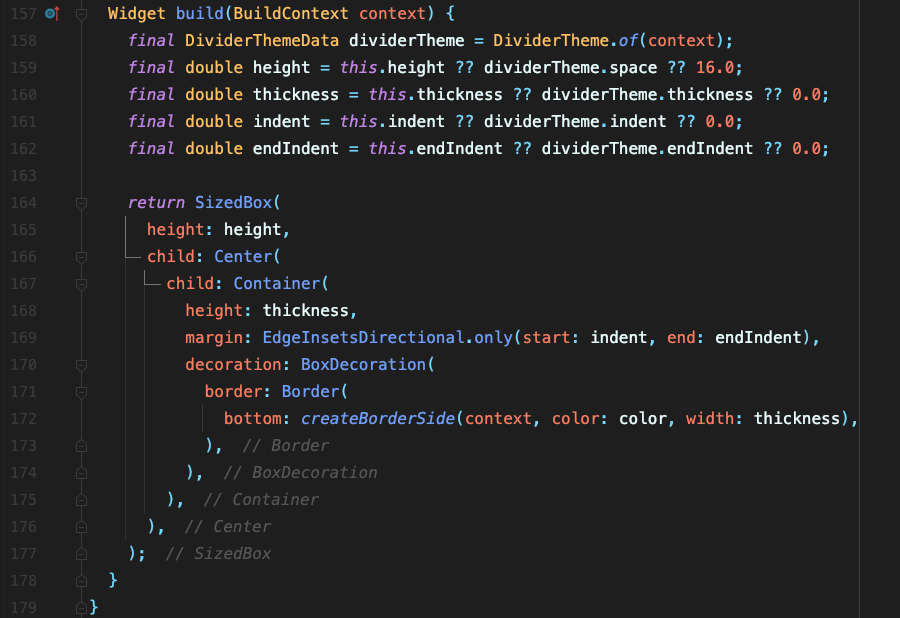 157 Widget build(BuildContext context) {
158 final DividerThemeData dividerTheme = DividerTheme.of(context);
159 final double height = this.height ?? dividerTheme.space ?? 16.0;
160 final double thickness = this.thickness ?? dividerTheme.thickness ?? 0.0;
161 final double indent = this.indent ?? dividerTheme.indent ?? 0.0;
162 final double endIndent = this.endIndent ?? dividerTheme.endIndent ?? 0.0;
163
164 return SizedBox(
165 height: height,
166 child: Center(
167 child: Container(
168 height: thickness,
169 margin: EdgeInsetsDirectional.only(start: indent, end: endIndent),
170 decoration: BoxDecoration(
171 border: Border(
172 bottom: createBorderSide(context, color: color, width: thickness),
173 ), // Border
174 ), // BoxDecoration
175 ), // Container
176 ), // Center
177 ); // SizedBox
178 }
179 }